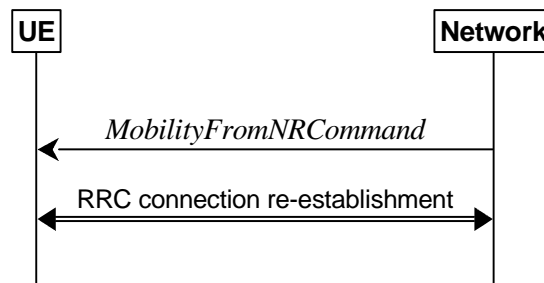 UE
Network
MobilityFromNRCommand
RRC connection re-establishment